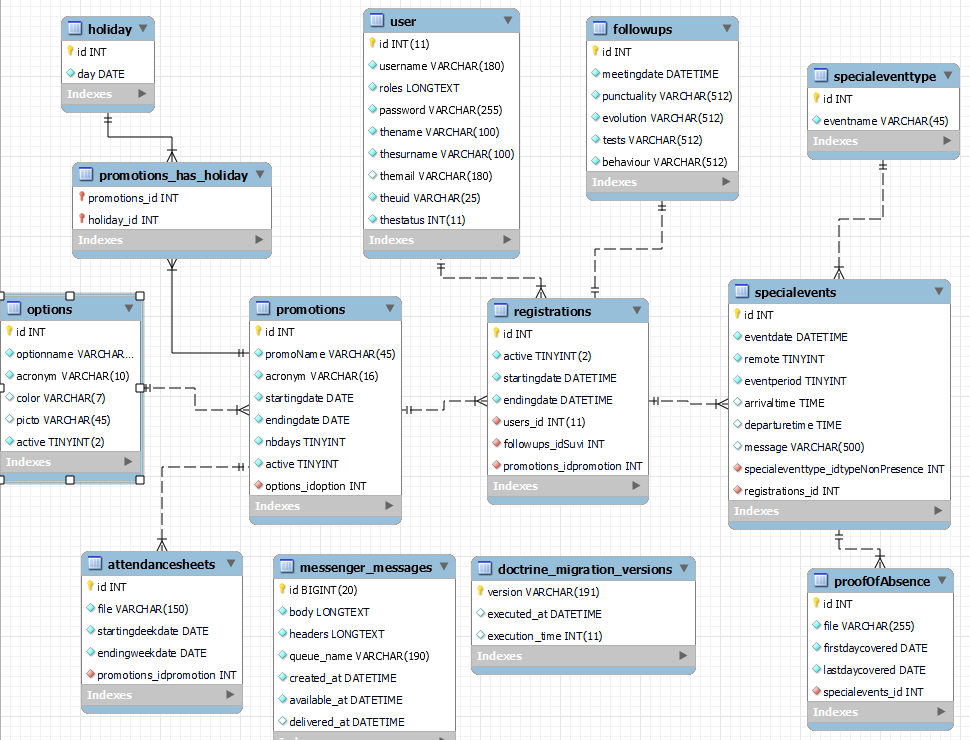 holiday
id INT
day DATE
Indexes
user
id INT(11)
username VARCHAR(180)
roles LONGTEXT
password VARCHAR(255)
thename VARCHAR(100)
thesurname VARCHAR(100)
themail VARCHAR(180)
theuid VARCHAR(25)
thestatus INT(11)
Indexes
followups
id INT
meetingdate DATETIME
punctuality VARCHAR(512)
evolution VARCHAR(512)
tests VARCHAR(512)
behaviour VARCHAR(512)
Indexes
specialeventtype
id INT
eventname VARCHAR(45)
Indexes
promotions_has_holiday
promotions_id INT
holiday_id INT
Indexes
options
id INT
optionname VARCHAR...
acronym VARCHAR(10)
color VARCHAR(7)
picto VARCHAR(45)
active TINYINT(2)
Indexes
promotions
id INT
promoName VARCHAR(45)
acronym VARCHAR(16)
startingdate DATE
endingdate DATE
nbdays TINYINT
active TINYINT
options_idoption INT
Indexes
registrations
id INT
active TINYINT(2)
startingdate DATETIME
endingdate DATETIME
users_id INT(11)
followups_idSuvi INT
promotions_idpromotion INT
Indexes
specialevents
id INT
eventdate DATETIME
remote TINYINT
eventperiod TINYINT
arrivaltime TIME
departuretime TIME
message VARCHAR(500)
specialeventtype_idtypeNonPresence INT
registrations_id INT
Indexes
attendancesheets
id INT
file VARCHAR(150)
startingdeekdate DATE
endingweekdate DATE
promotions_idpromotion INT
Indexes
messenger_messages
id BIGINT(20)
body LONGTEXT
headers LONGTEXT
queue_name VARCHAR(190)
created_at DATETIME
available_at DATETIME
delivered_at DATETIME
Indexes
doctrine_migration_versions
version VARCHAR(191)
executed_at DATETIME
execution_time INT(11)
Indexes
proofOfAbsence
id INT
file VARCHAR(255)
firstdaycovered DATE
lastdaycovered DATE
specialevents_id INT
Indexes